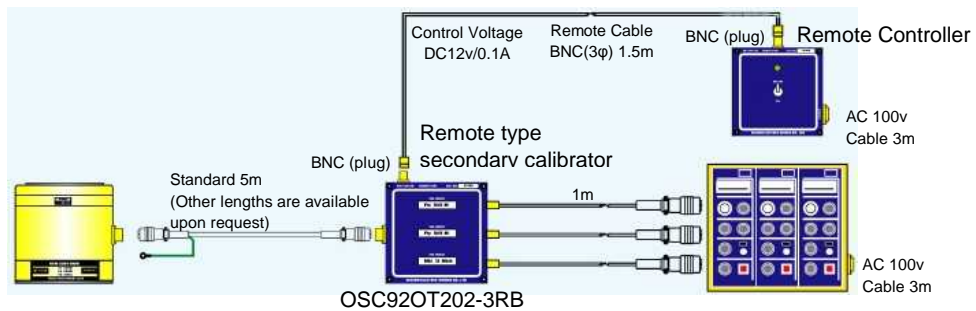 Control Voltage
DC12v/0.1A
Remote Cable
BNC(3φ) 1.5m
BNC (plug)
Remote Controller
AC 100v
Cable 3m
Remote type
secondary calibrator
BNC (plug)
Standard 5m
(Other lengths are available
upon request)
1m
AC 100v
Cable 3m
OSC92OT202-3RB